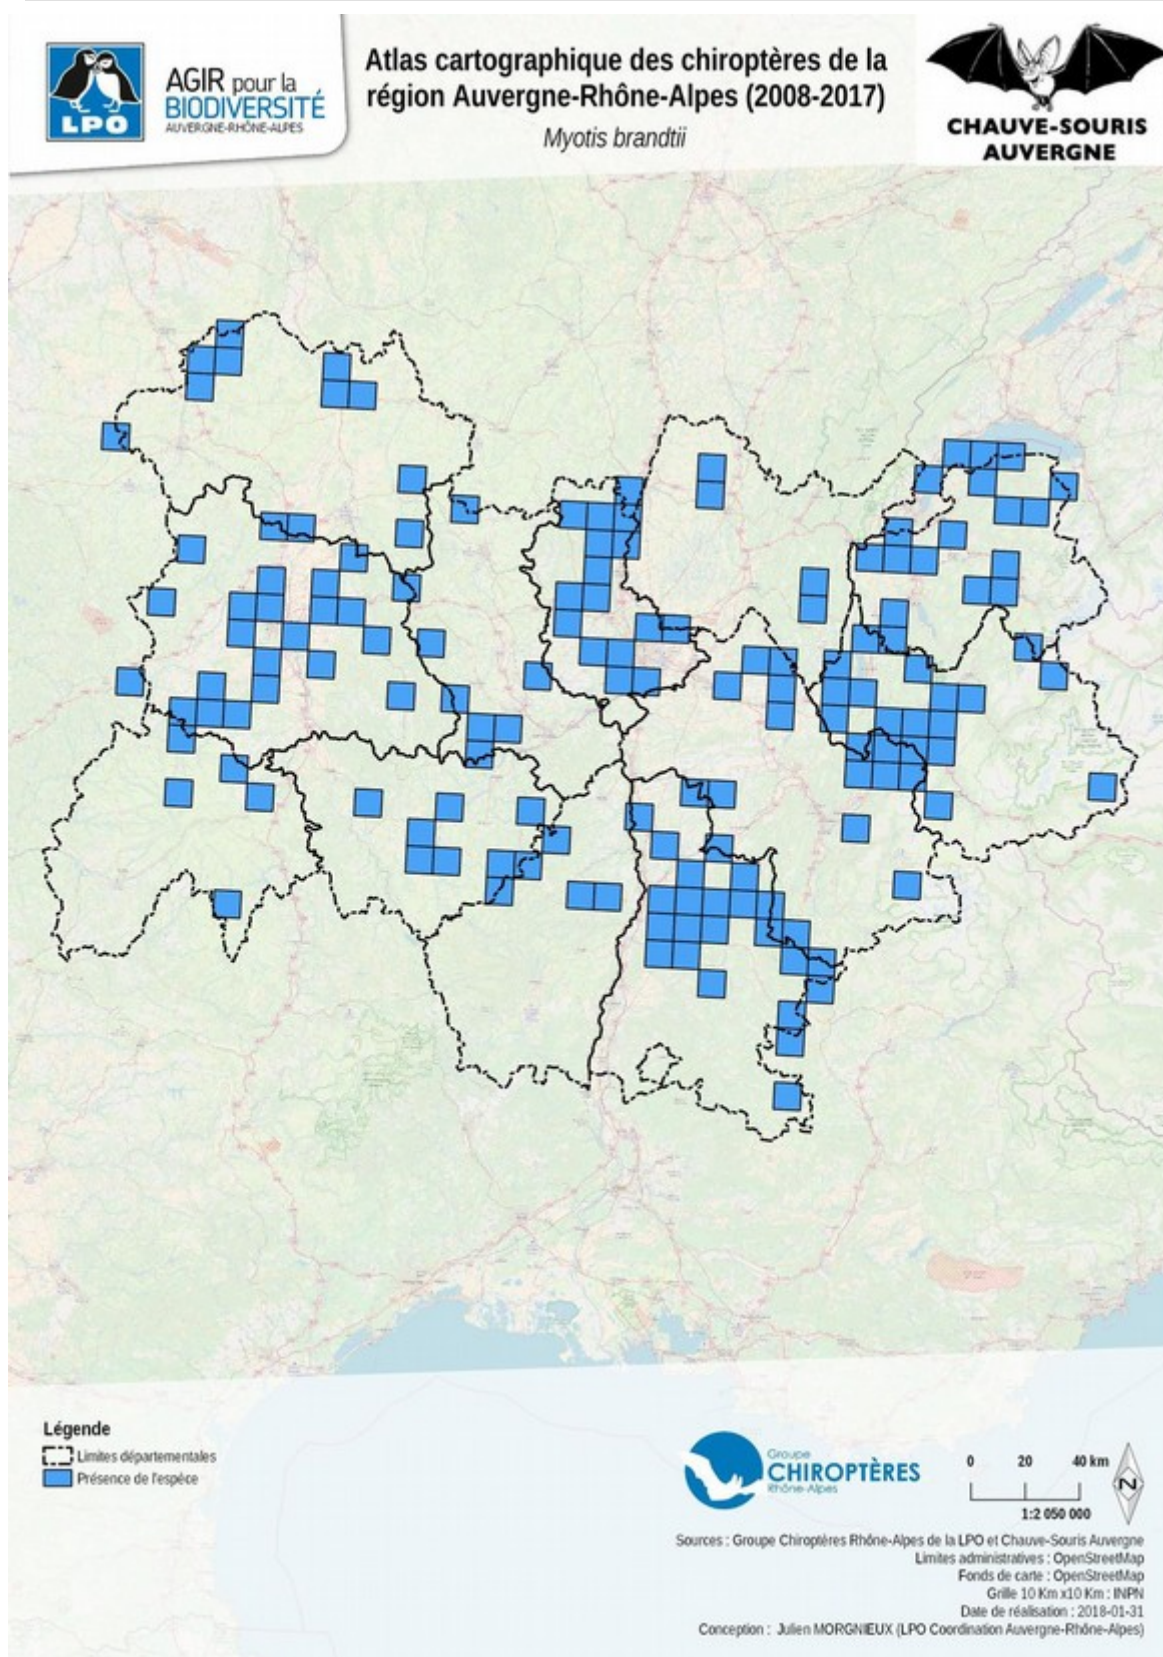 LPO
AGIR pour la
BIODIVERSITÉ
AUVERGNE-RHÔNE-ALPES
Atlas cartographique des chiroptères de la
région Auvergne-Rhône-Alpes (2008-2017)
Myotis brandtii
CHAUVE-SOURIS
AUVERGNE
Légende
Limites départementales
Présence de l'espéce
Groupe
CHIROPTÈRES
Rhône-Alpes
0 20 40 km
1:2 050 000
N
Sources : Groupe Chiroptères Rhône-Alpes de la LPO et Chauve-Souris Auvergne
Limites administratives : OpenStreetMap
Fonds de carte : OpenStreetMap
Grille 10 Km x10 Km : INPN
Date de réalisation : 2018-01-31
Conception : Julien MORGNIEUX (LPO Coordination Auvergne-Rhône-Alpes)